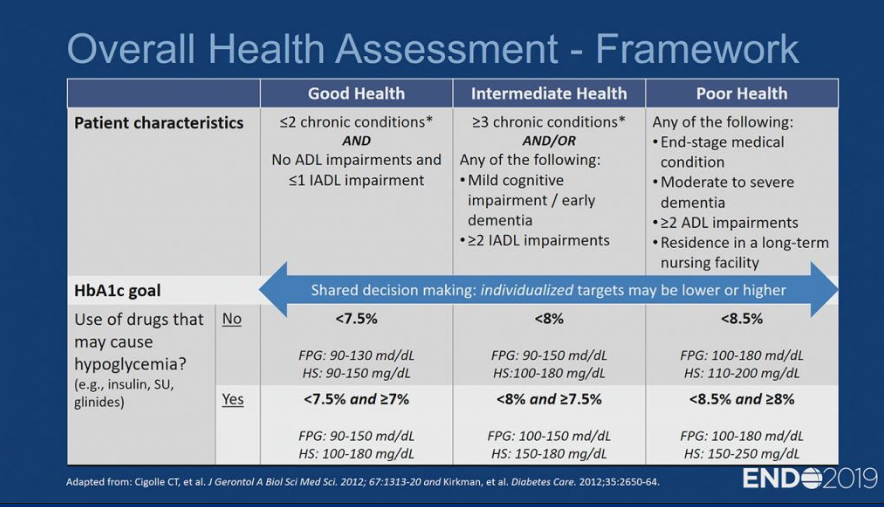 Overall Health Assessment - Framework
Good Health
Intermediate Health
Poor Health
Patient characteristics
≤2 chronic conditions*
AND
No ADL impairments and
≤1 IADL impairment
≥3 chronic conditions*
AND/OR
Any of the following:
•Mild cognitive
impairment / early
dementia
•≥2 IADL impairments
Any of the following:
•End-stage medical
condition
•Moderate to severe
dementia
•≥2 ADL impairments
•Residence in a long-term
nursing facility
HbA1c goal
Shared decision making: individualized targets may be lower or higher
Use of drugs that
may cause
hypoglycemia?
(e.g., insulin, SU,
glinides)
No
<7.5%
FPG: 90-130 md/dL
HS: 90-150 mg/dL
<8%
FPG: 90-150 md/dL
HS:100-180 mg/dL
<8.5%
FPG: 100-180 md/dL
HS: 110-200 mg/dL
Yes
<7.5% and ≥7%
FPG: 90-150 md/dL
HS: 100-180 mg/dL
<8% and ≥7.5%
FPG: 100-150 md/dL
HS: 150-180 mg/dL
<8.5% and ≥8%
FPG: 100-180 md/dL
HS: 150-250 mg/dL
Adapted from: Cigolle CT, et al. J Gerontol A Biol Sci Med Sci. 2012; 67:1313-20 and Kirkman, et al. Diabetes Care. 2012;35:2650-64.
ENDO2019